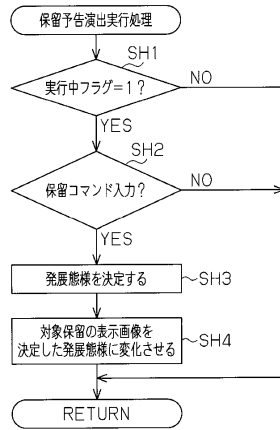 保留予告演出実行処理
SH1
実行中フラグ=1?
NO
YES
SH2
保留コマンド入力?
NO
YES
発展態様を決定する
SH3
対象保留の表示画像を
決定した発展態様に変化させる
SH4
RETURN